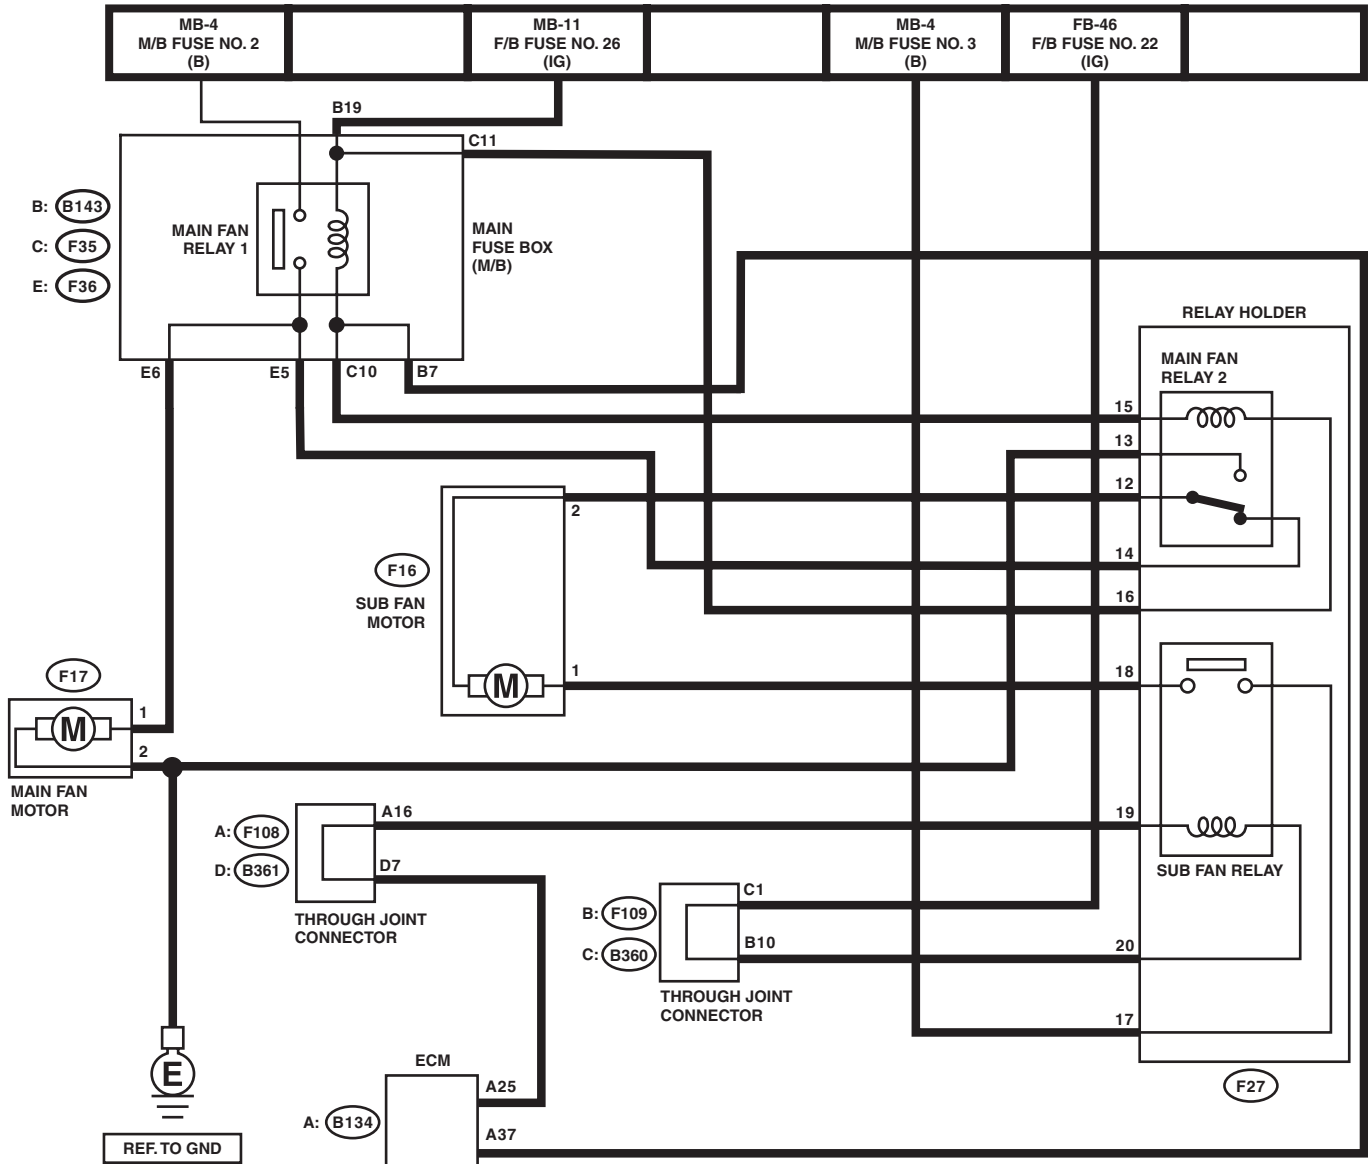 MB-4
M/B FUSE NO. 2
(B)
MB-11
F/B FUSE NO. 26
(IG)
MB-4
M/B FUSE NO. 3
(B)
FB-46
F/B FUSE NO. 22
(IG)
B19
C11
B: B143
C: F35
E: F36
MAIN FAN
RELAY 1
MAIN
FUSE BOX
(M/B)
E6
E5
C10
B7
RELAY HOLDER
MAIN FAN
RELAY 2
15
13
12
14
16
18
19
20
17
SUB FAN RELAY
F27
2
F16
SUB FAN
MOTOR
M
1
F17
M
1
2
MAIN FAN
MOTOR
A16
A: F108
D: B361
D7
THROUGH JOINT
CONNECTOR
C1
B: F109
B10
C: B360
THROUGH JOINT
CONNECTOR
E
REF. TO GND
ECM
A25
A: B134
A37